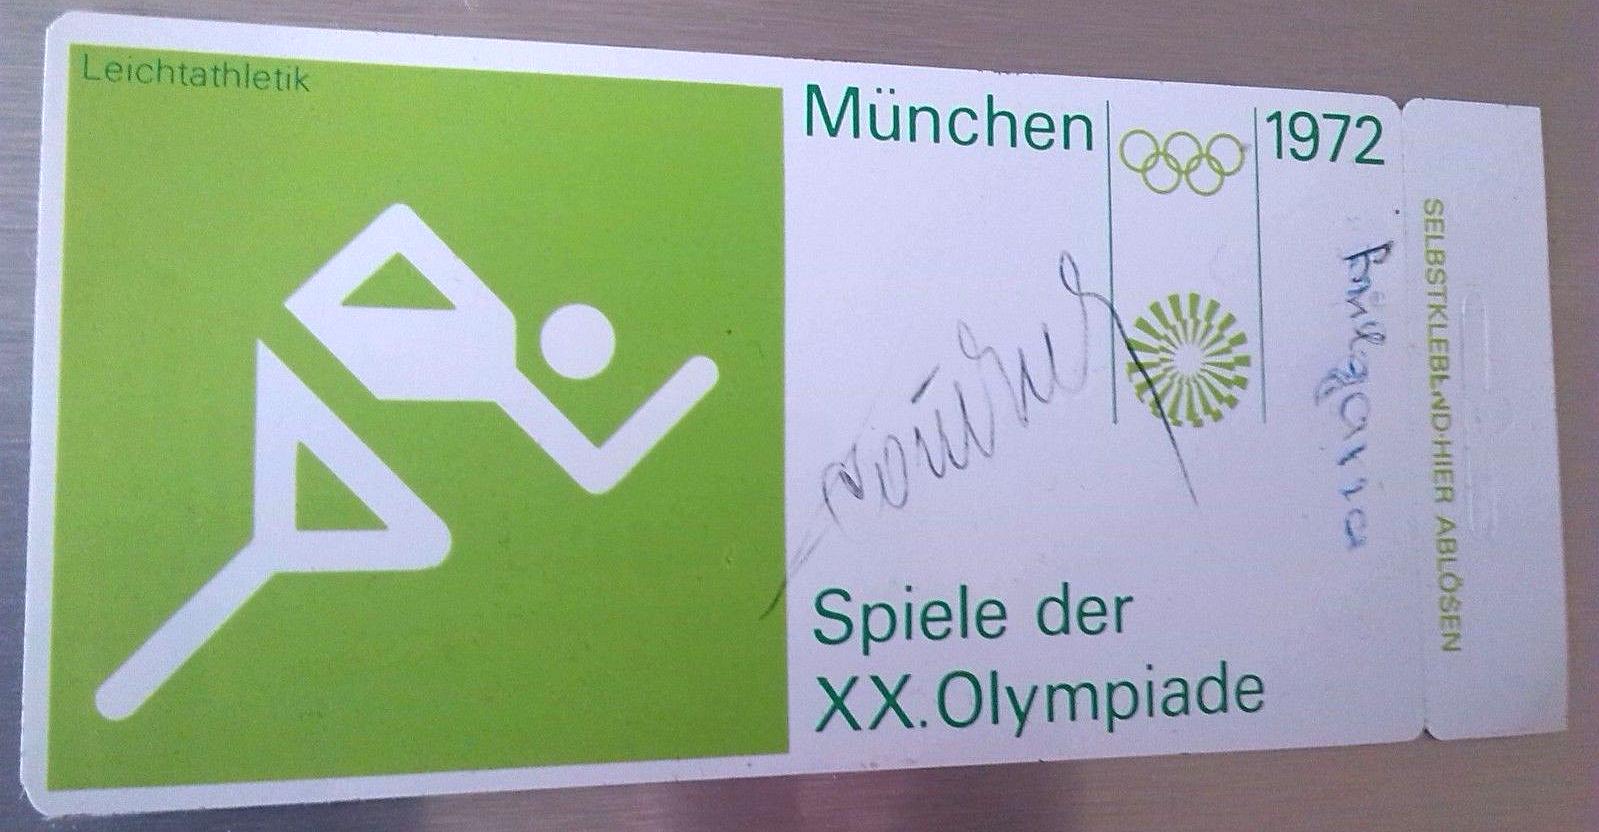 Leichtathletik
München 1972
Spiele der
XX. Olympiade
SELBSTKLEBEND·HIER ABLÖSEN